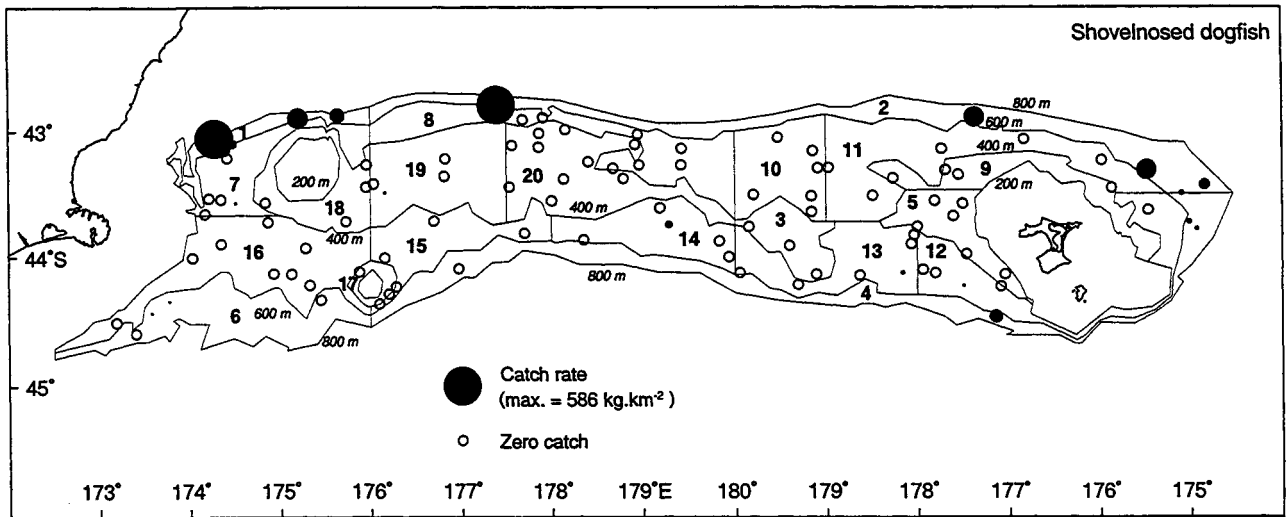 Shovelnosed dogfish
2
800 m
600 m
400 m
200 m
43°
1
8
7
200 m
19
20
10
11
9
18
400 m
400 m
5
3
44°S
16
15
14
13
12
17
800 m
4
6
600 m
800 m
45°
Catch rate
(max. = 586 kg.km⁻² )
Zero catch
173° 174° 175° 176° 177° 178° 179°E 180° 179° 178° 177° 176° 175°